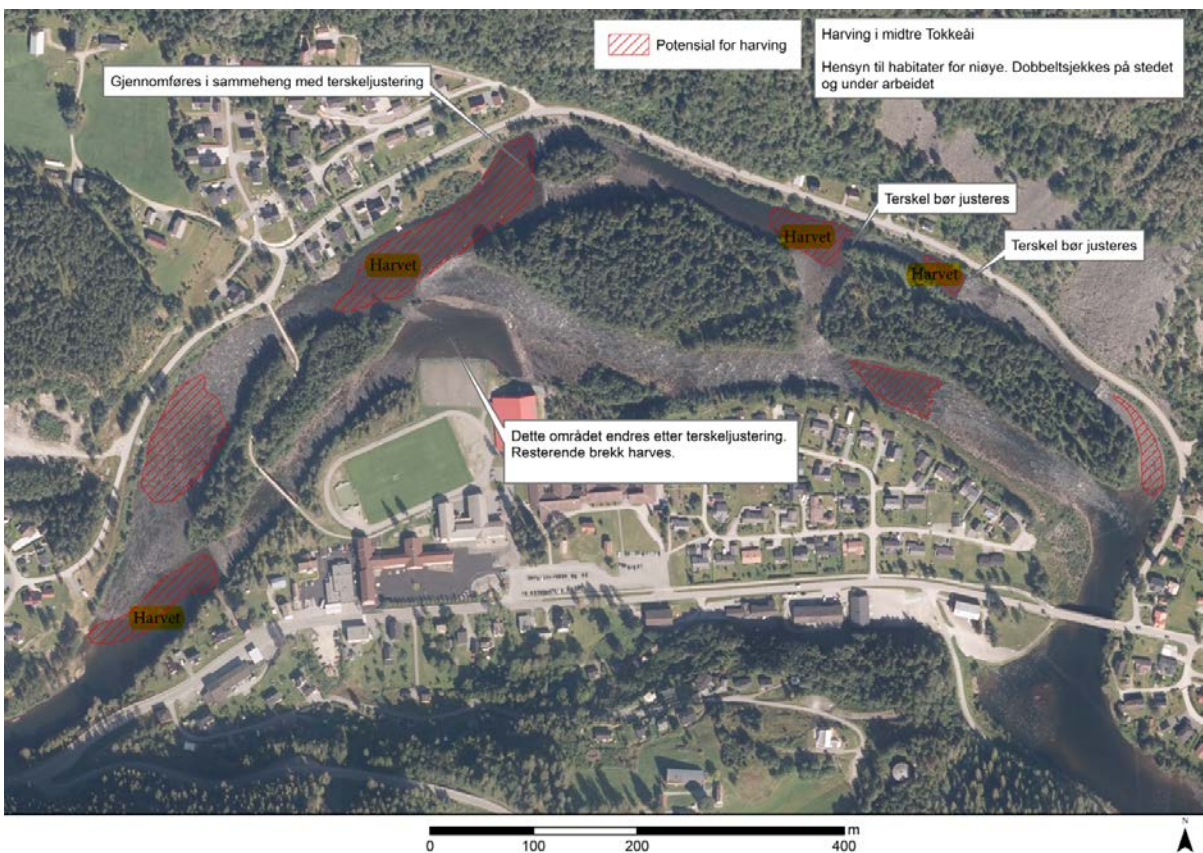 Potensial for harving
Harving i midtre Tokkeåi
Hensyn til habitater for niøye. Dobbeltsjekkes på stedet
og under arbeidet
Gjennomføres i sammeheng med terskeljustering
Terskel bør justeres
Harvet
Terskel bør justeres
Harvet
Harvet
Dette området endres etter terskeljustering.
Resterende brekk harves.
Harvet
N
m
0 100 200 400